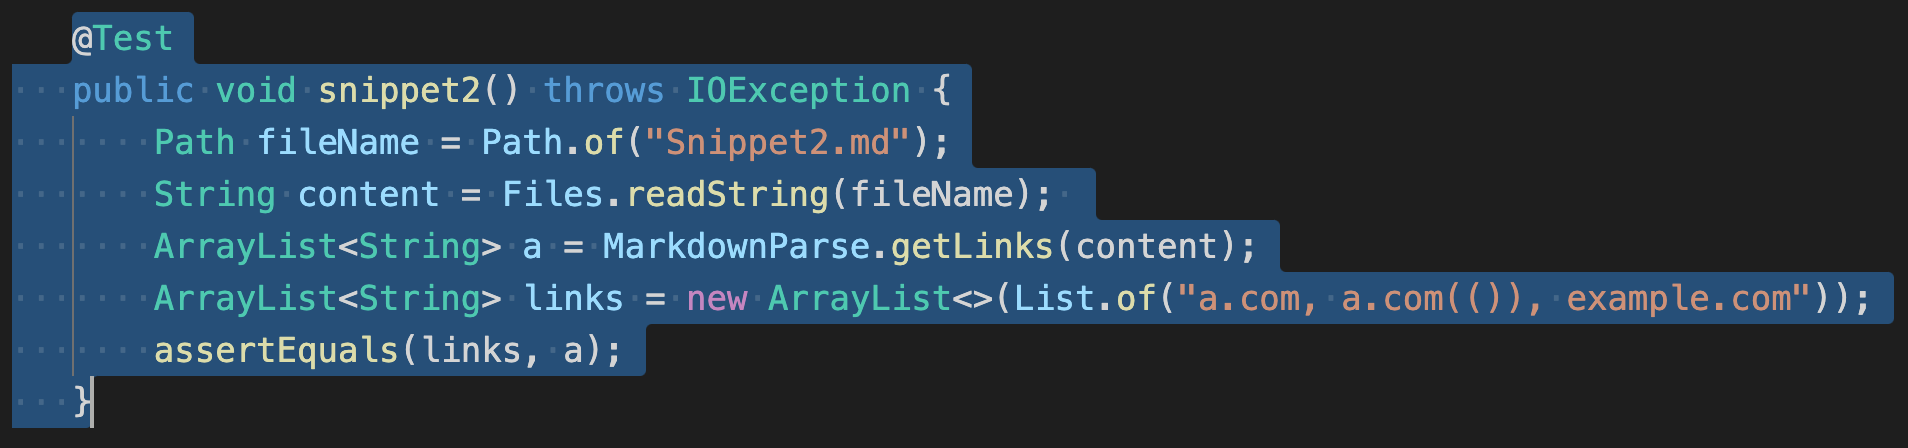 @Test
public void snippet2() throws IOException {
Path fileName = Path.of("Snippet2.md");
String content = Files.readString(fileName);
ArrayList<String> a = MarkdownParse.getLinks(content);
ArrayList<String> links = new ArrayList<>(List.of("a.com, a.com(()), example.com"));
assertEquals(links, a);
}